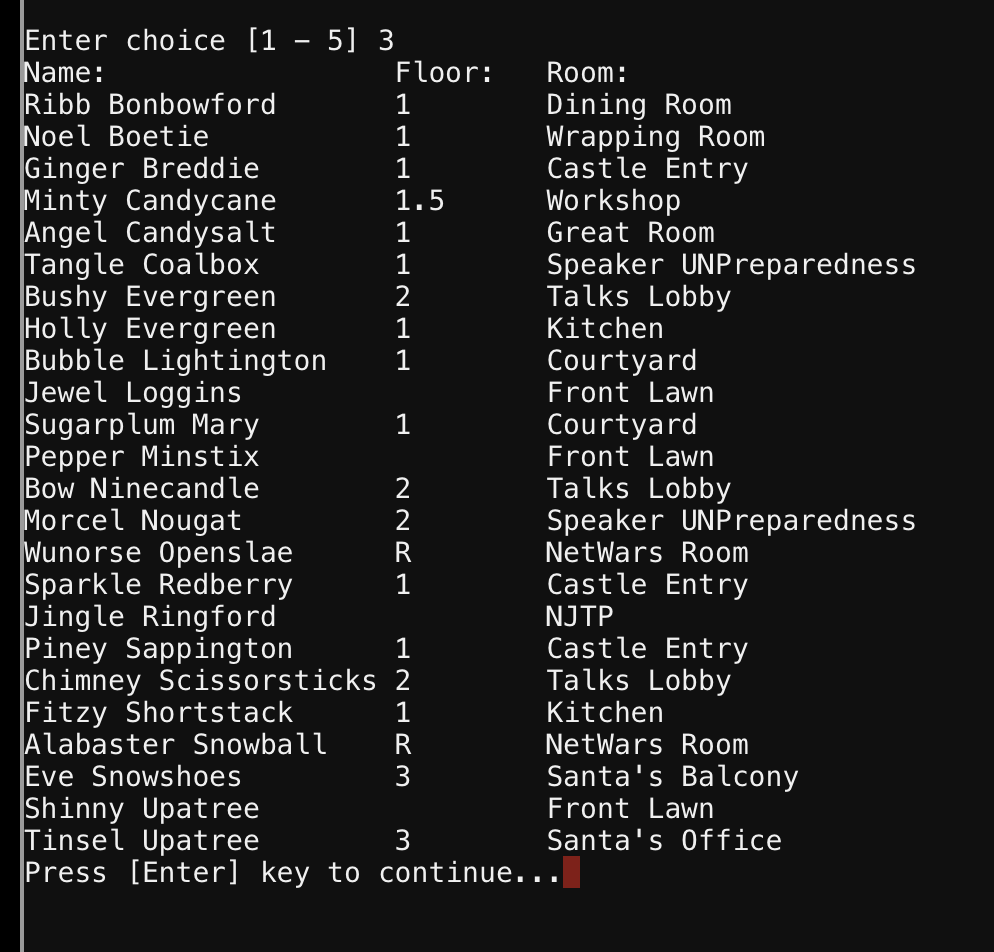 Enter choice [1 - 5] 3
Name: Floor: Room:
Ribb Bonbowford 1 Dining Room
Noel Boetie 1 Wrapping Room
Ginger Breddie 1 Castle Entry
Minty Candycane 1.5 Workshop
Angel Candysalt 1 Great Room
Tangle Coalbox 1 Speaker UNPreparedness
Bushy Evergreen 2 Talks Lobby
Holly Evergreen 1 Kitchen
Bubble Lightington 1 Courtyard
Jewel Loggins Front Lawn
Sugarplum Mary 1 Courtyard
Pepper Minstix Front Lawn
Bow Ninecandle 2 Talks Lobby
Morcel Nougat 2 Speaker UNPreparedness
Wunorse Openslae R NetWars Room
Sparkle Redberry 1 Castle Entry
Jingle Ringford NJTP
Piney Sappington 1 Castle Entry
Chimney Scissorsticks 2 Talks Lobby
Fitzy Shortstack 1 Kitchen
Alabaster Snowball R NetWars Room
Eve Snowshoes 3 Santa's Balcony
Shinny Upatree Front Lawn
Tinsel Upatree 3 Santa's Office
Press [Enter] key to continue...